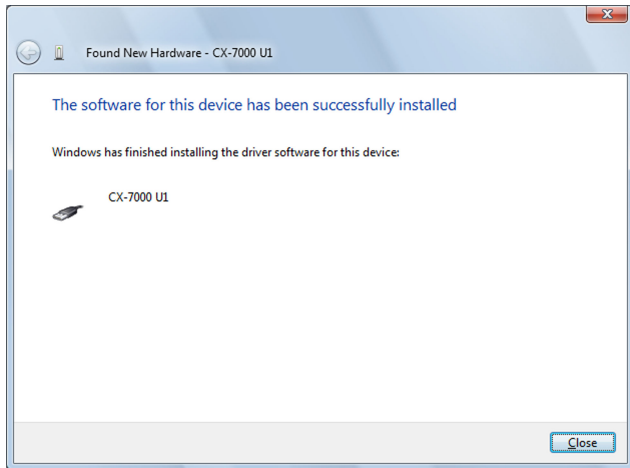 Found New Hardware - CX-7000 U1
The software for this device has been successfully installed
Windows has finished installing the driver software for this device:
CX-7000 U1
Close